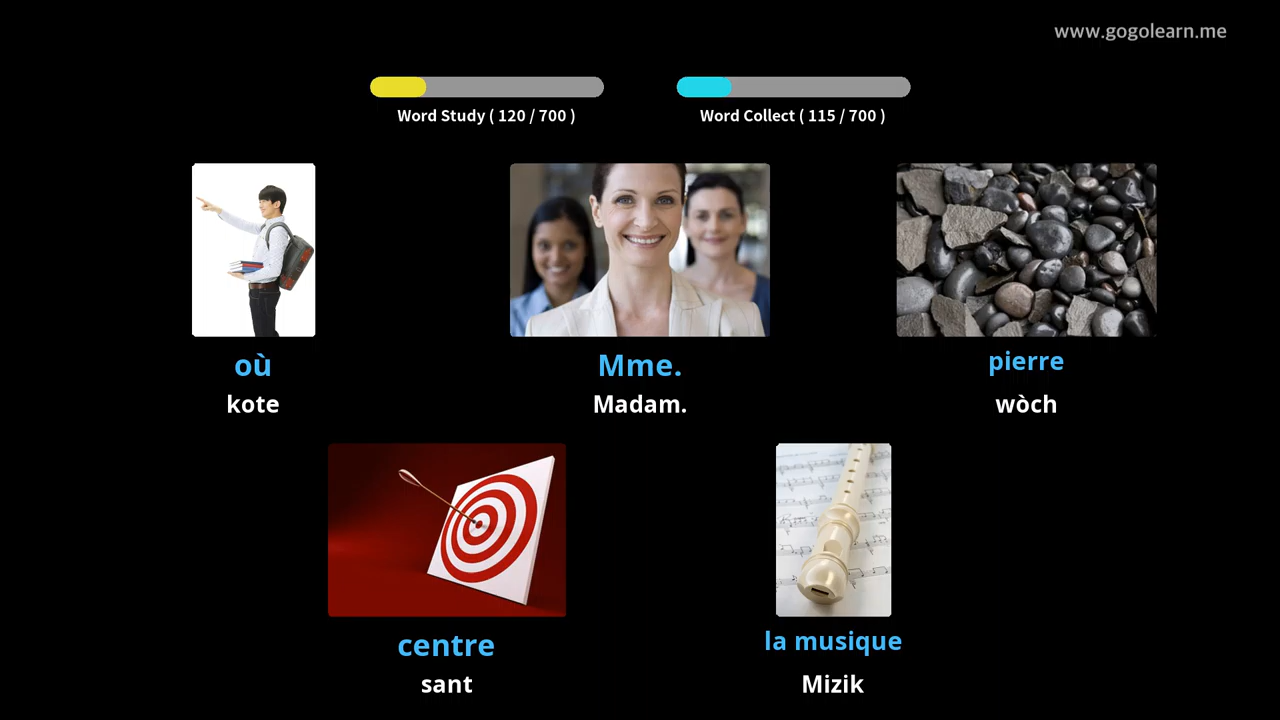 www.gogolearn.me
Word Study ( 120 / 700 )
Word Collect ( 115 / 700 )
où
kote
Mme.
Madam.
pierre
wòch
centre
sant
la musique
Mizik